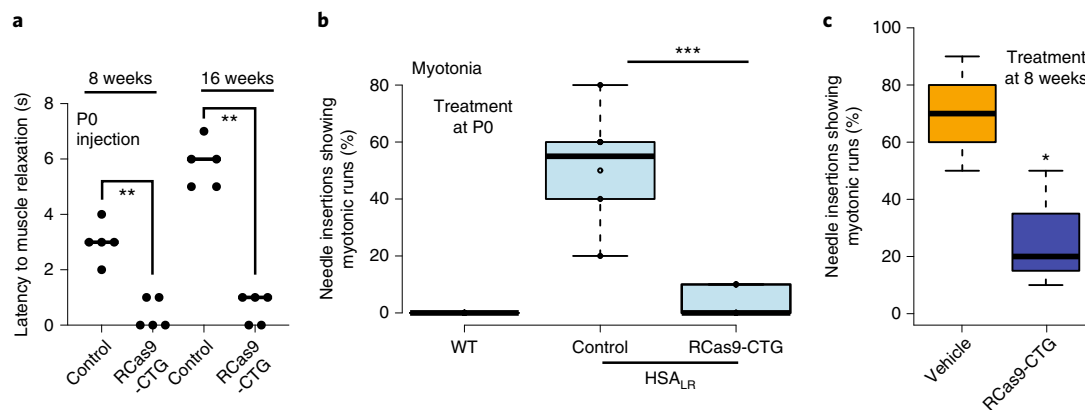 a
8 weeks
16 weeks
Latency to muscle relaxation (s)
8
6
4
2
0
P0
injection
**
**
Control
RCas9
-CTG
Control
RCas9
-CTG
b
Needle insertions showing
myotonic runs (%)
80
60
40
20
0
Myotonia
Treatment
at P0
***
WT
Control
RCas9-CTG
HSALR
c
Needle insertions showing
myotonic runs (%)
100
80
60
40
20
0
Treatment
at 8 weeks
*
Vehicle
RCas9-CTG